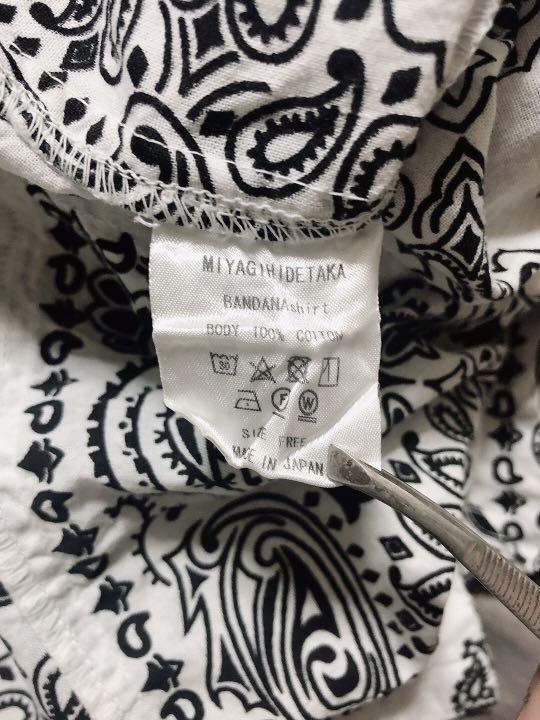 MIYAGIHIDETAKA
BANDANAshirt
BODY 100% COTTON
30
F W
SIZE FREE
MADE IN JAPAN